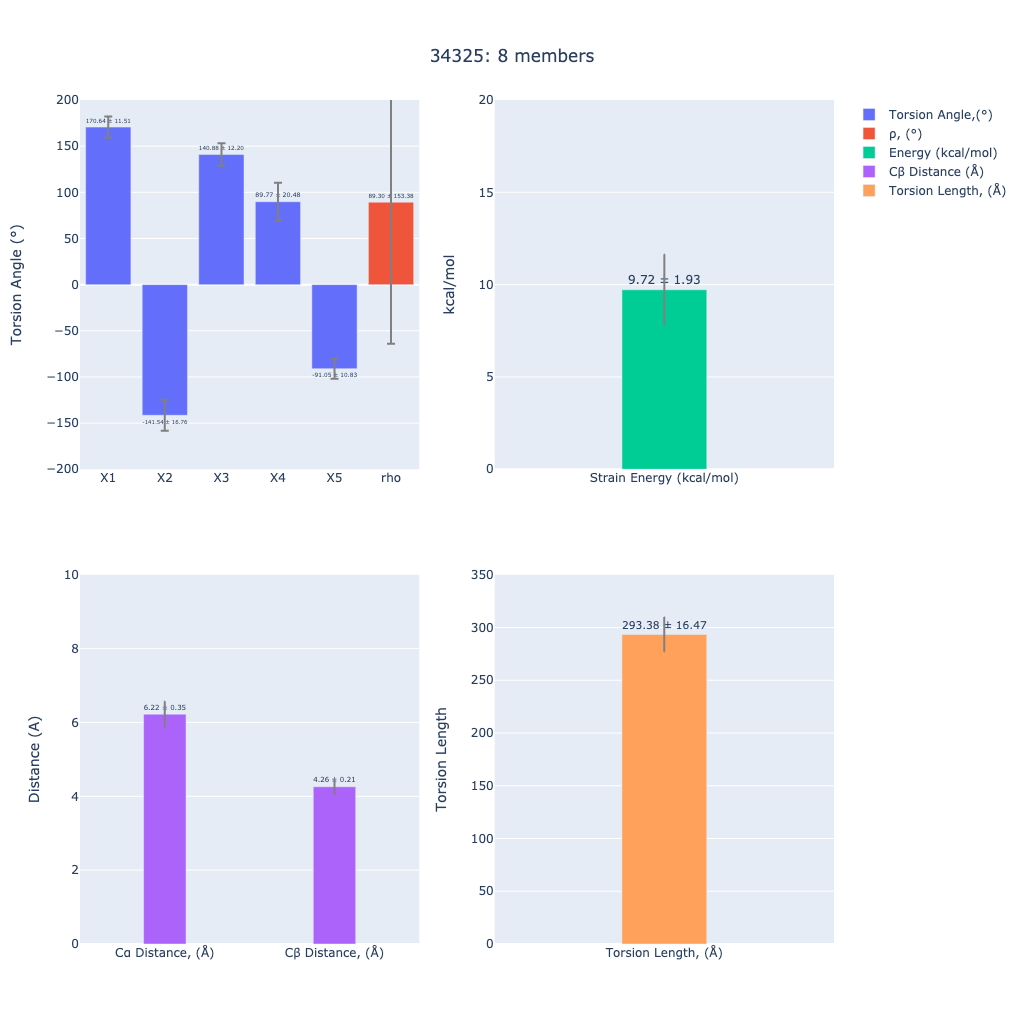 34325: 8 members
Torsion Angle (°)
200
150
100
50
0
−50
−100
−150
−200
170.64 ± 11.51
-141.54 ± 16.76
140.88 ± 12.20
89.77 ± 20.48
-91.05 ± 10.83
89.30 ± 153.38
X1 X2 X3 X4 X5 rho
kcal/mol
20
15
10
5
0
9.72 ± 1.93
Strain Energy (kcal/mol)
Torsion Angle,(°)
ρ, (°)
Energy (kcal/mol)
Cβ Distance (Å)
Torsion Length, (Å)
Distance (A)
10
8
6
4
2
0
6.22 ± 0.35
4.26 ± 0.21
Cα Distance, (Å) Cβ Distance, (Å)
Torsion Length
350
300
250
200
150
100
50
0
293.38 ± 16.47
Torsion Length, (Å)